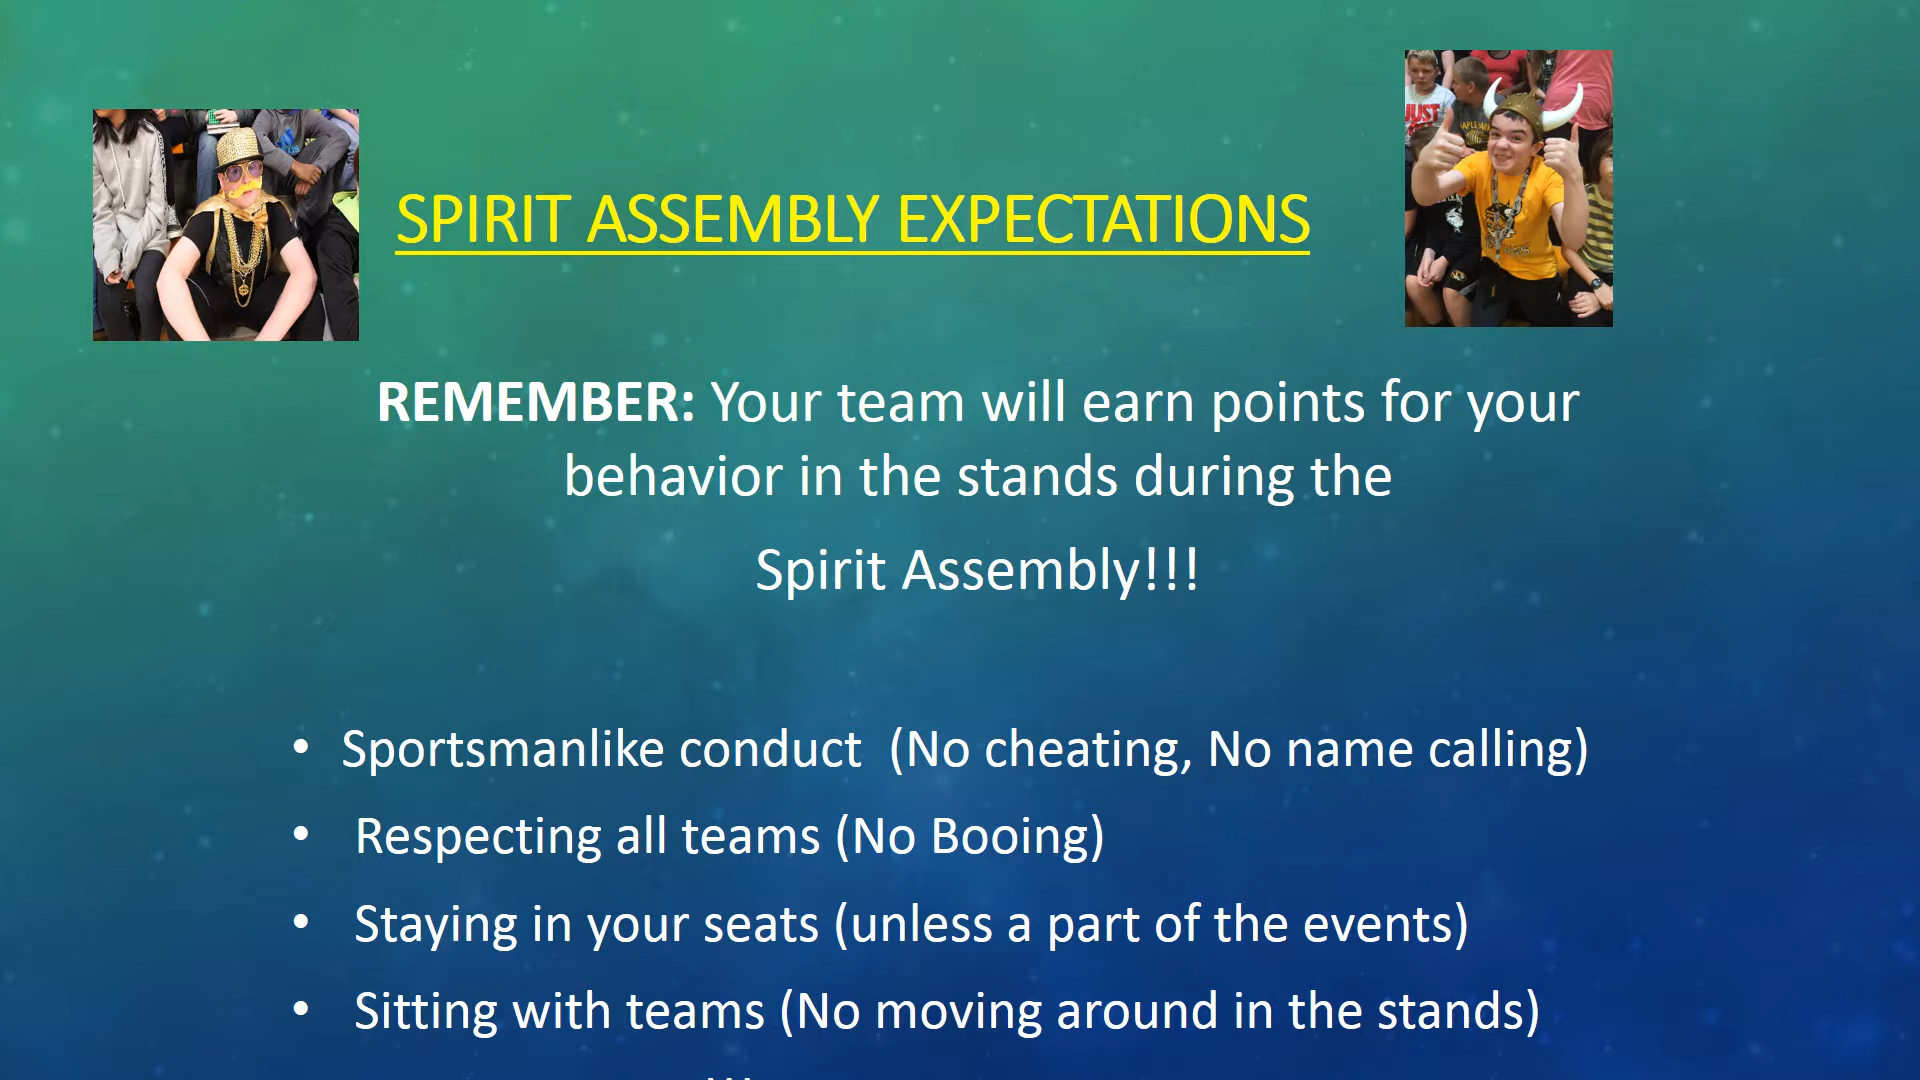 SPIRIT ASSEMBLY EXPECTATIONS
JUST
REMEMBER: Your team will earn points for your
behavior in the stands during the
Spirit Assembly!!!
• Sportsmanlike conduct  (No cheating, No name calling)
• Respecting all teams (No Booing)
• Staying in your seats (unless a part of the events)
• Sitting with teams (No moving around in the stands)